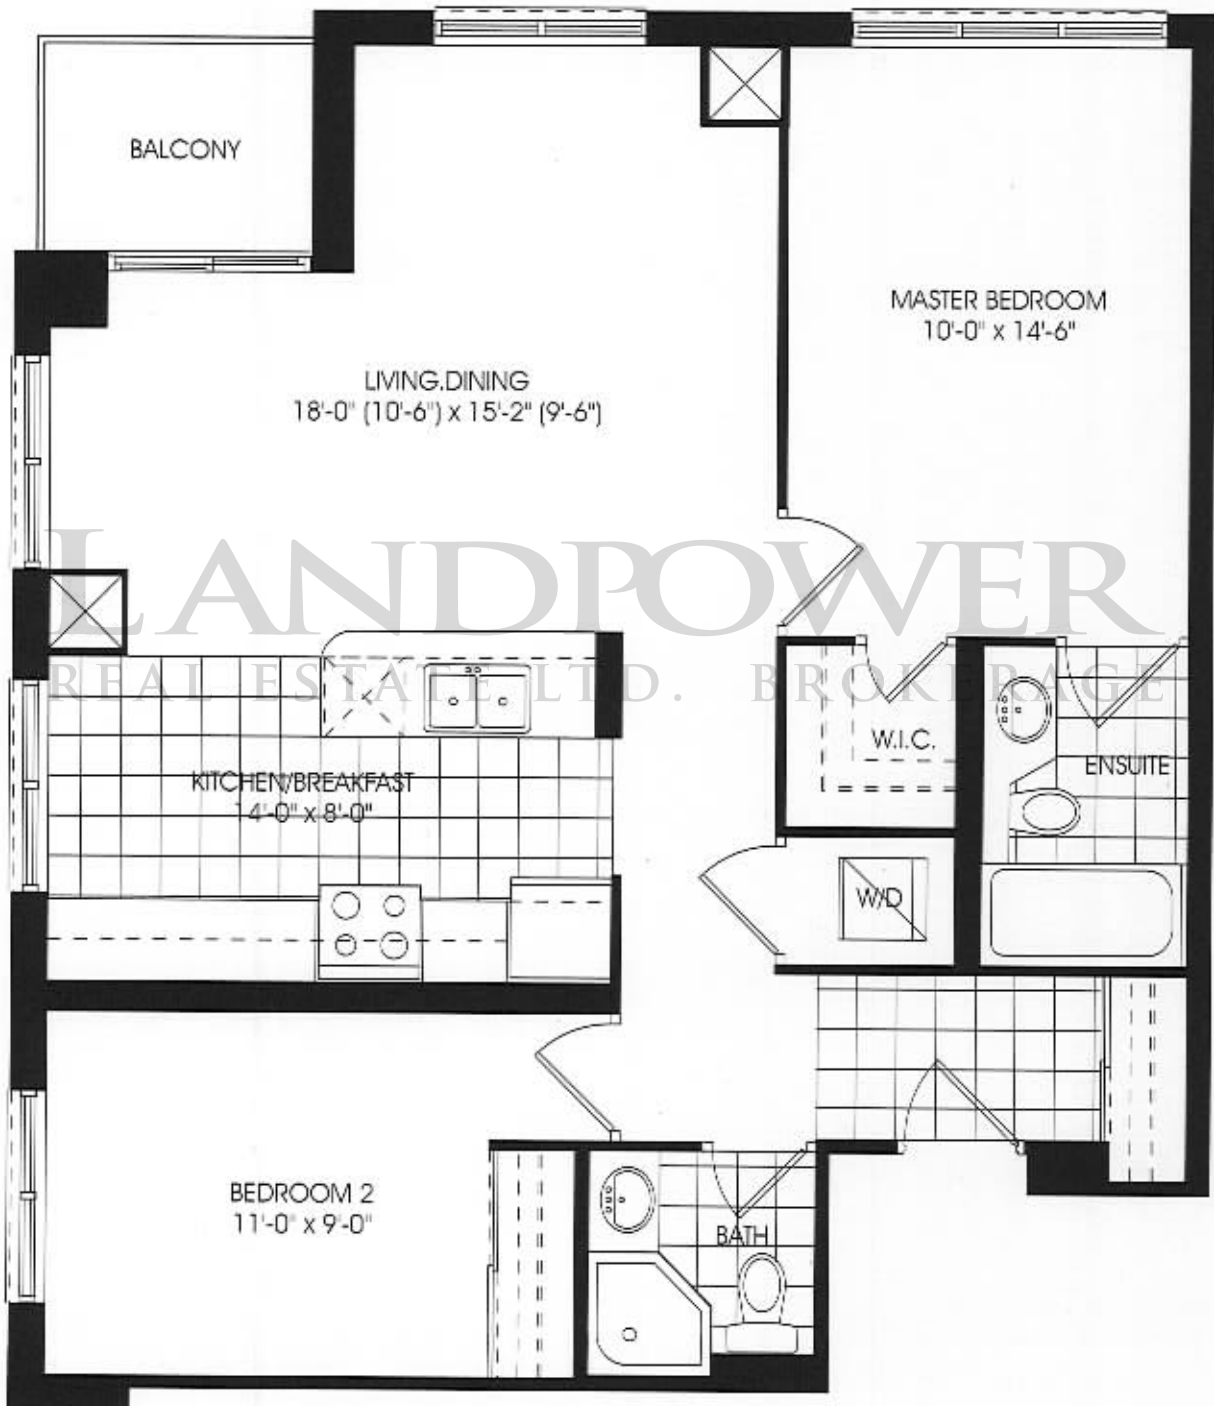 BALCONY
MASTER BEDROOM
10'-0" x 14'-6"
LIVING.DINING
18'-0" (10'-6") x 15'-2" (9'-6")
LANDPOWER
REAL ESTATE LTD. BROKERAGE
W.I.C.
ENSUITE
KITCHEN/BREAKFAST
14'-0" x 8'-0"
W/D
BEDROOM 2
11'-0" x 9'-0"
BATH